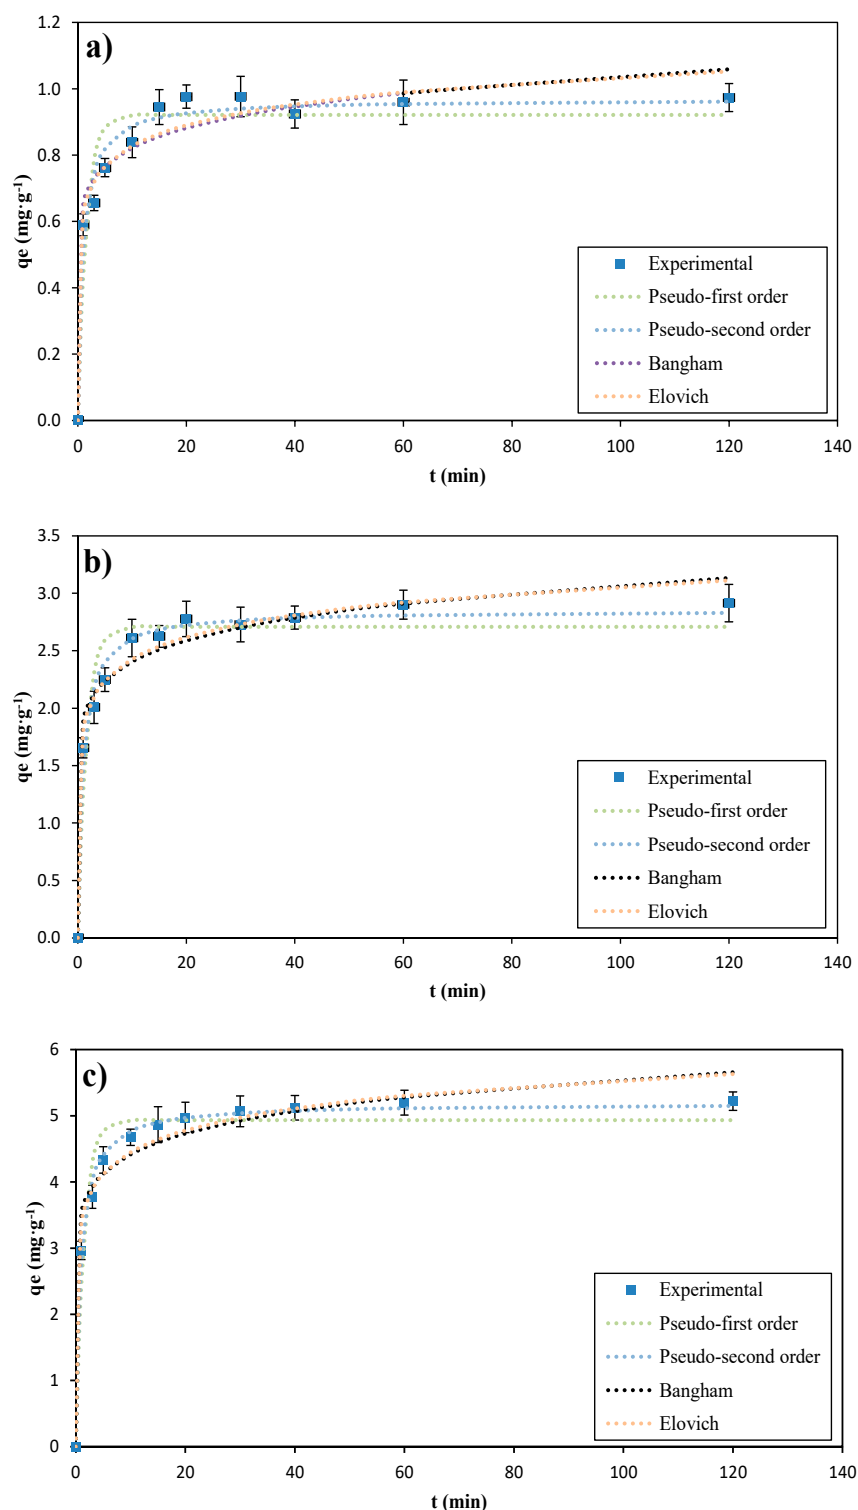 a)
1.2
1.0
0.8
0.6
0.4
0.2
0.0
qe (mg·g⁻¹)
Experimental
Pseudo-first order
Pseudo-second order
Bangham
Elovich
0 20 40 60 80 100 120 140
t (min)
b)
3.5
3.0
2.5
2.0
1.5
1.0
0.5
0.0
qe (mg·g⁻¹)
Experimental
Pseudo-first order
Pseudo-second order
Bangham
Elovich
0 20 40 60 80 100 120 140
t (min)
c)
6
5
4
3
2
1
0
qe (mg·g⁻¹)
Experimental
Pseudo-first order
Pseudo-second order
Bangham
Elovich
0 20 40 60 80 100 120 140
t (min)